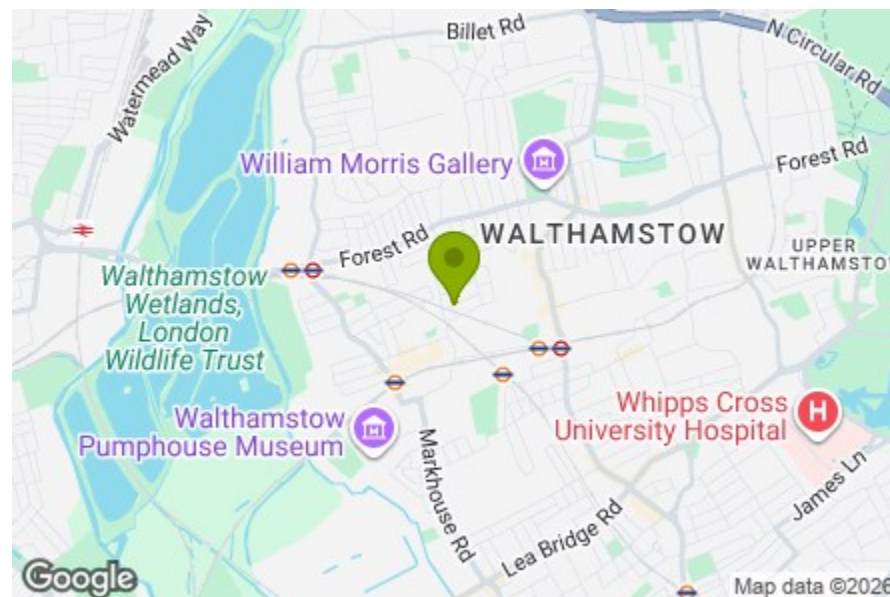 Billet Rd
N Circular Rd
Watermead Way
William Morris Gallery
Forest Rd
Forest Rd
WALTHAMSTOW
UPPER
WALTHAMSTOW
Walthamstow
Wetlands,
London
Wildlife Trust
Walthamstow
Pumphouse Museum
Markhouse Rd
Whipps Cross
University Hospital
H
James Ln
Lea Bridge Rd
Google
Map data ©2026